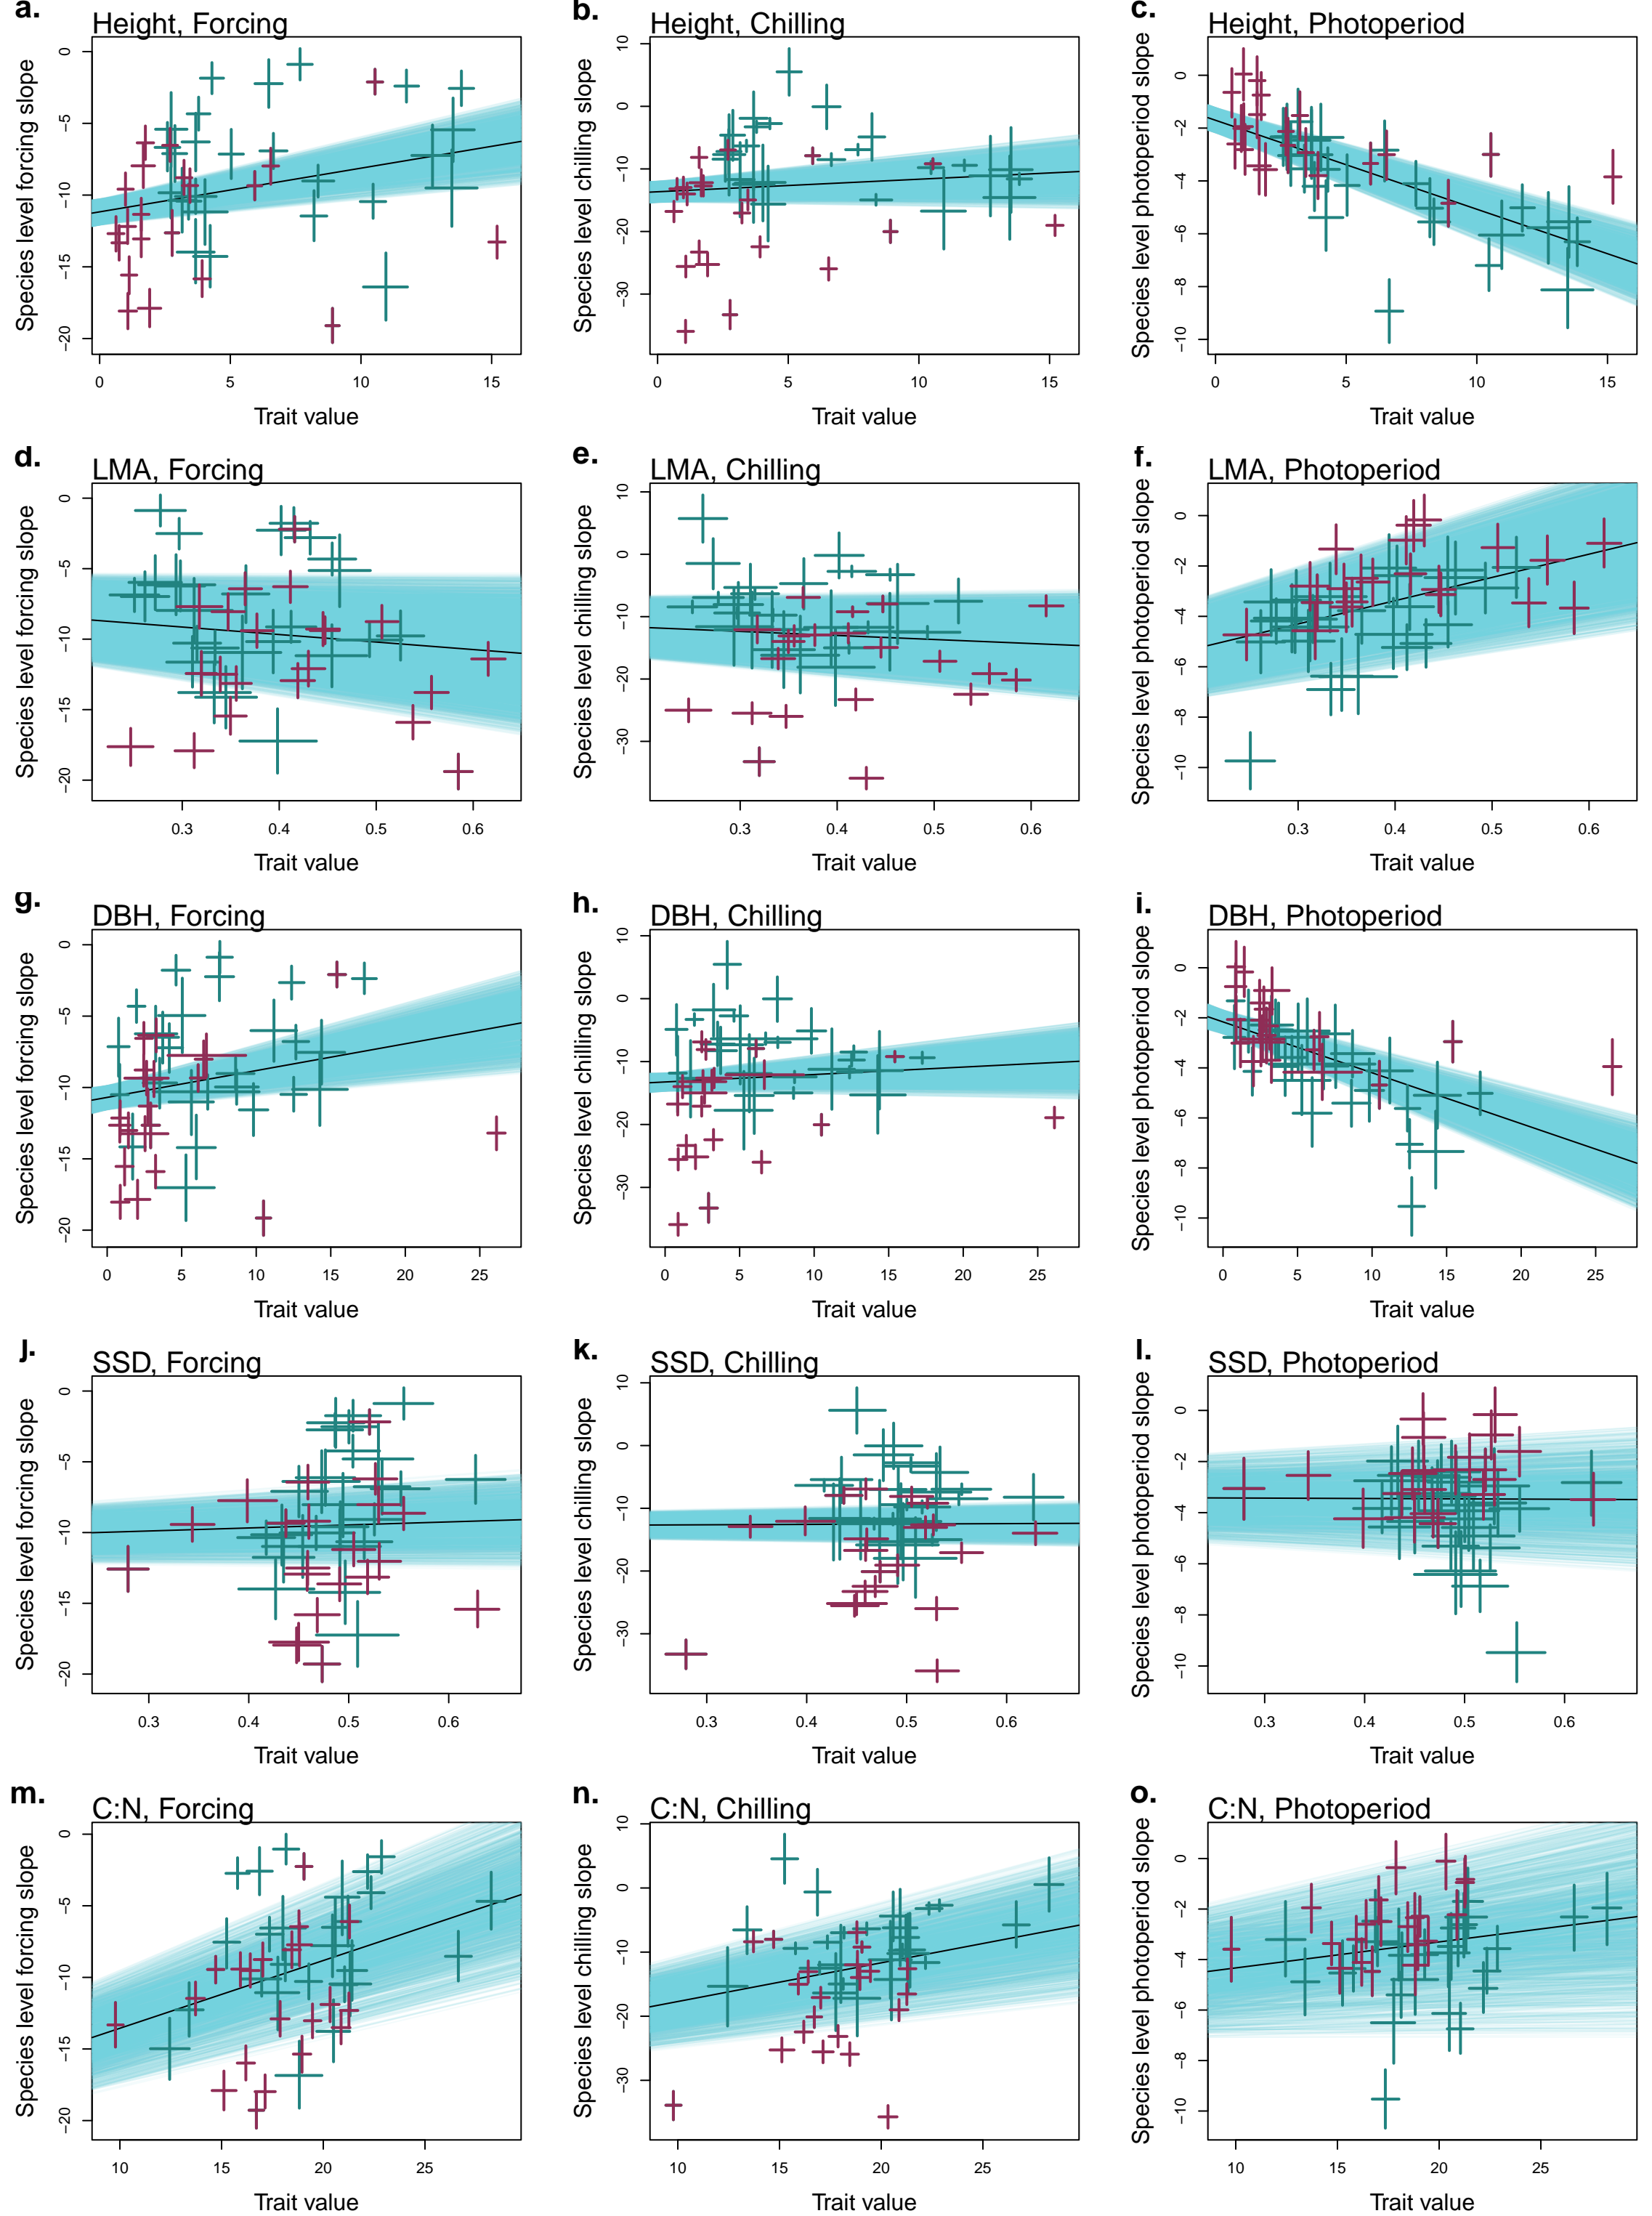 a. Height, Forcing
Species level forcing slope
0
−5
−10
−15
−20
0 5 10 15
Trait value
b. Height, Chilling
Species level chilling slope
10
0
−10
−20
−30
0 5 10 15
Trait value
c. Height, Photoperiod
Species level photoperiod slope
0
−2
−4
−6
−8
−10
0 5 10 15
Trait value
d. LMA, Forcing
Species level forcing slope
0
−5
−10
−15
−20
0.3 0.4 0.5 0.6
Trait value
e. LMA, Chilling
Species level chilling slope
10
0
−10
−20
−30
0.3 0.4 0.5 0.6
Trait value
f. LMA, Photoperiod
Species level photoperiod slope
0
−2
−4
−6
−8
−10
0.3 0.4 0.5 0.6
Trait value
g. DBH, Forcing
Species level forcing slope
0
−5
−10
−15
−20
0 5 10 15 20 25
Trait value
h. DBH, Chilling
Species level chilling slope
10
0
−10
−20
−30
0 5 10 15 20 25
Trait value
i. DBH, Photoperiod
Species level photoperiod slope
0
−2
−4
−6
−8
−10
0 5 10 15 20 25
Trait value
j. SSD, Forcing
Species level forcing slope
0
−5
−10
−15
−20
0.3 0.4 0.5 0.6
Trait value
k. SSD, Chilling
Species level chilling slope
10
0
−10
−20
−30
0.3 0.4 0.5 0.6
Trait value
l. SSD, Photoperiod
Species level photoperiod slope
0
−2
−4
−6
−8
−10
0.3 0.4 0.5 0.6
Trait value
m. C:N, Forcing
Species level forcing slope
0
−5
−10
−15
−20
10 15 20 25
Trait value
n. C:N, Chilling
Species level chilling slope
10
0
−10
−20
−30
10 15 20 25
Trait value
o. C:N, Photoperiod
Species level photoperiod slope
0
−2
−4
−6
−8
−10
10 15 20 25
Trait value